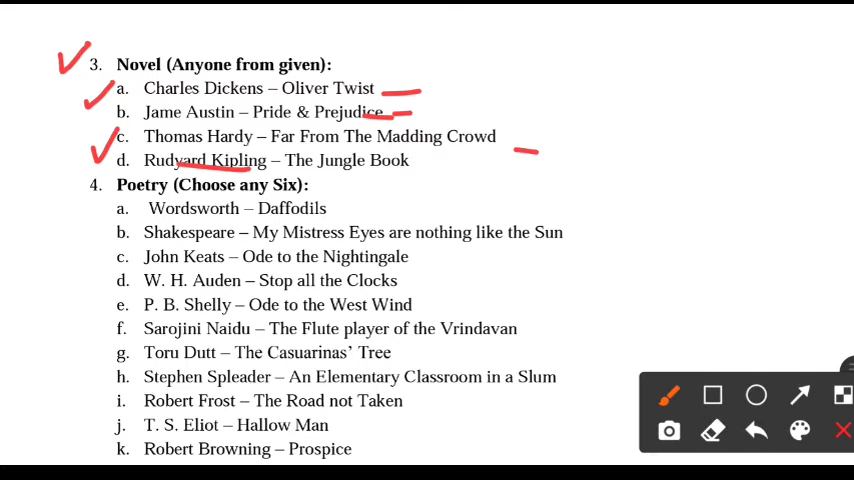 3. Novel (Anyone from given):
a. Charles Dickens – Oliver Twist
b. Jame Austin – Pride & Prejudice
c. Thomas Hardy – Far From The Madding Crowd
d. Rudyard Kipling – The Jungle Book
4. Poetry (Choose any Six):
a. Wordsworth – Daffodils
b. Shakespeare – My Mistress Eyes are nothing like the Sun
c. John Keats – Ode to the Nightingale
d. W. H. Auden – Stop all the Clocks
e. P. B. Shelly – Ode to the West Wind
f. Sarojini Naidu – The Flute player of the Vrindavan
g. Toru Dutt – The Casuarinas’ Tree
h. Stephen Spleader – An Elementary Classroom in a Slum
i. Robert Frost – The Road not Taken
j. T. S. Eliot – Hallow Man
k. Robert Browning – Prospice